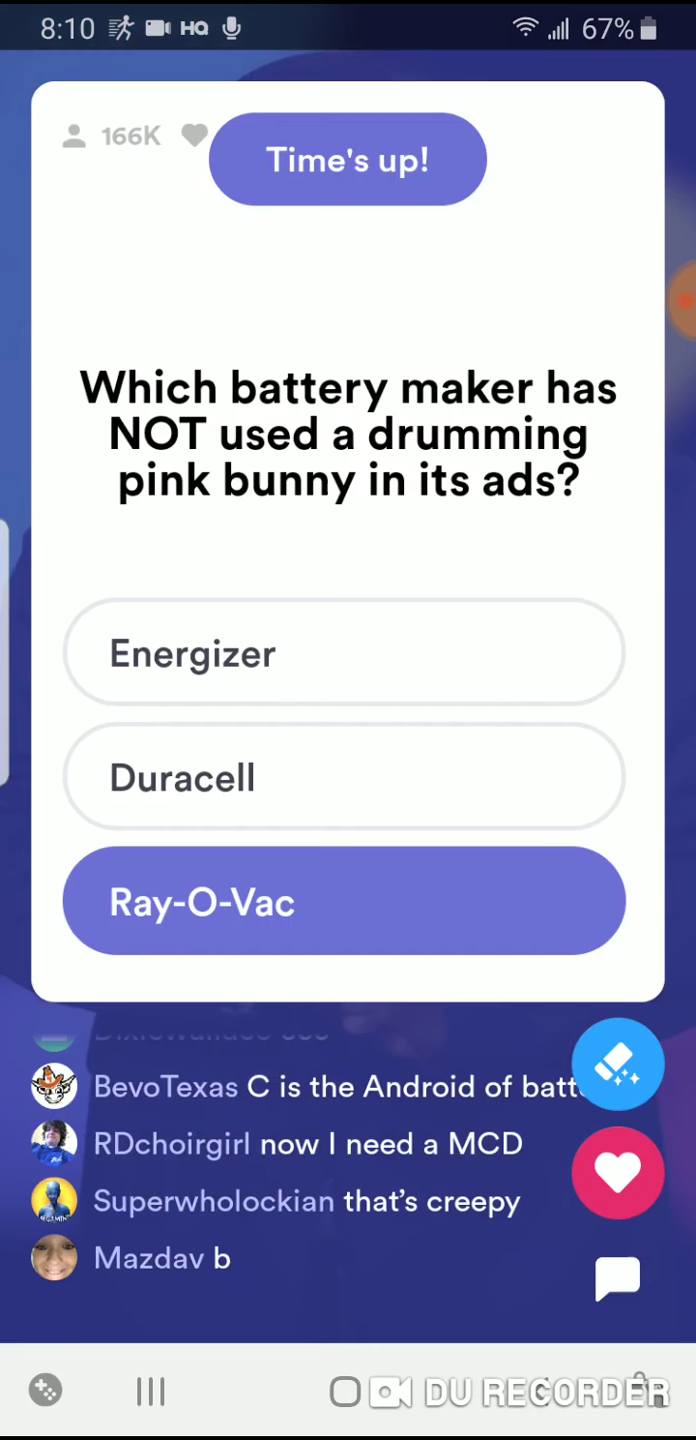 8:10 HQ 67%
166K
Time's up!
Which battery maker has
NOT used a drumming
pink bunny in its ads?
Energizer
Duracell
Ray-O-Vac
BevoTexas C is the Android of batt
RDchoirgirl now I need a MCD
Superwholockian that's creepy
Mazdav b
DU RECORDER